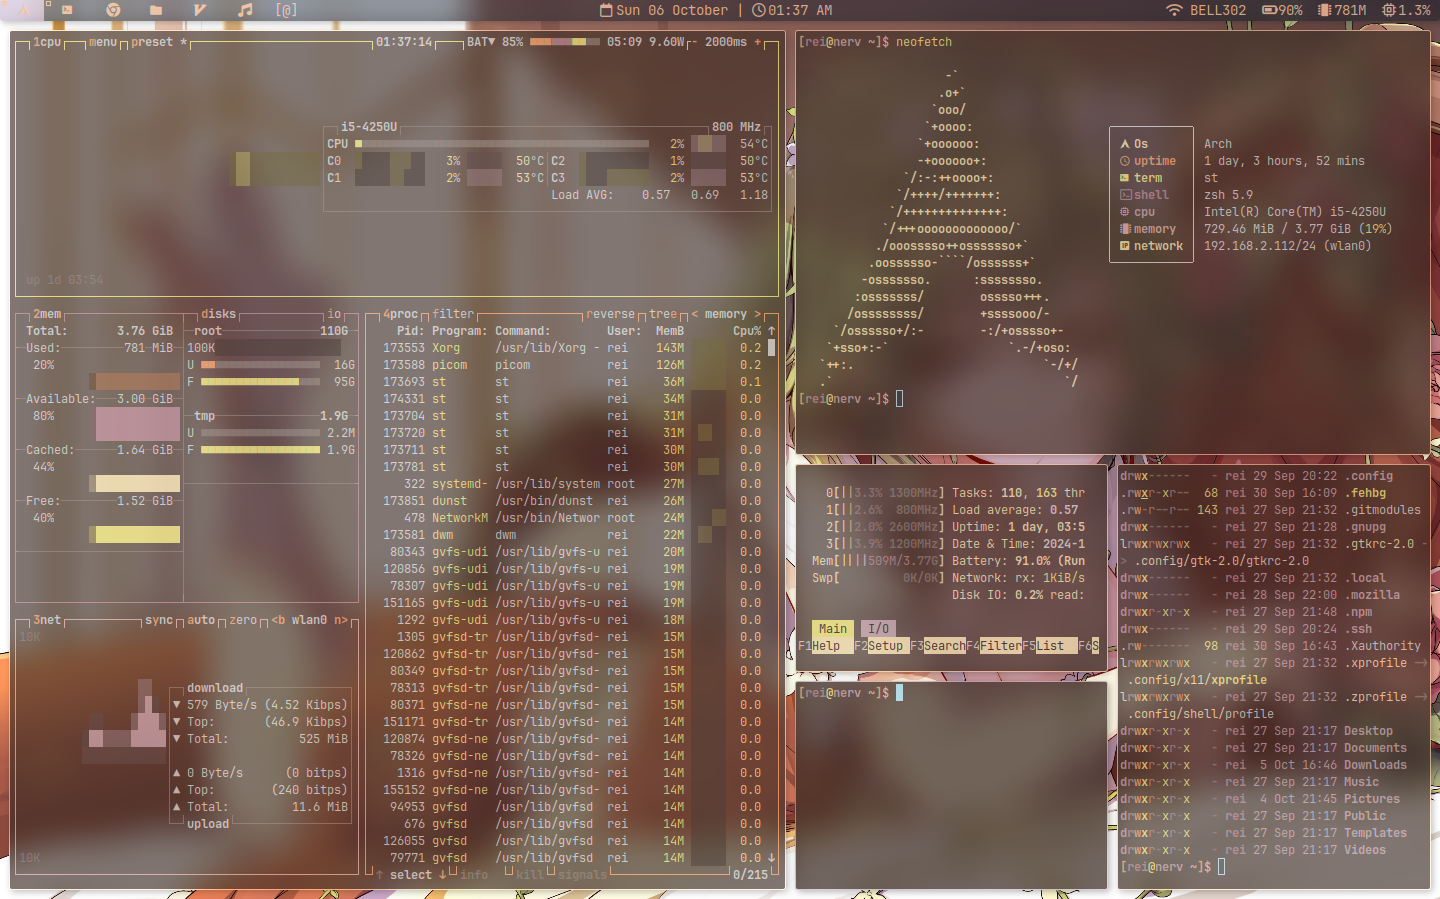 [@]
Sun 06 October | 01:37 AM
BELL302 90% 781M 1.3%
1cpu menu preset * 01:37:14 BAT▼ 85% 05:09 9.60W - 2000ms +
i5-4250U 800 MHz
CPU 2% 54°C
C0 3% 50°C C2 1% 50°C
C1 2% 53°C C3 2% 53°C
Load AVG: 0.57 0.69 1.18
up 1d 03:54
2mem
Total: 3.76 GiB
Used: 781 MiB
20%
Available: 3.00 GiB
80%
Cached: 1.64 GiB
44%
Free: 1.52 GiB
40%
disks io
root 110G
100K
U 16G
F 95G
tmp 1.9G
U 2.2M
F 1.9G
3net sync auto zero <b wlan0 n>
10K
download
▼ 579 Byte/s (4.52 Kibps)
▼ Top: (46.9 Kibps)
▼ Total: 525 MiB
▲ 0 Byte/s (0 bitps)
▲ Top: (240 bitps)
▲ Total: 11.6 MiB
upload
10K
4proc filter reverse tree < memory >
Pid: Program: Command: User: MemB Cpu% ↑
173553 Xorg /usr/lib/Xorg - rei 143M 0.2
173588 picom picom rei 126M 0.2
173693 st st rei 36M 0.1
174331 st st rei 34M 0.0
173704 st st rei 31M 0.0
173720 st st rei 31M 0.0
173711 st st rei 30M 0.0
173781 st st rei 30M 0.0
322 systemd- /usr/lib/system root 27M 0.0
173851 dunst /usr/bin/dunst rei 26M 0.0
478 NetworkM /usr/bin/Networ root 24M 0.0
173581 dwm dwm rei 22M 0.0
80343 gvfs-udi /usr/lib/gvfs-u rei 20M 0.0
120856 gvfs-udi /usr/lib/gvfs-u rei 19M 0.0
78307 gvfs-udi /usr/lib/gvfs-u rei 19M 0.0
151165 gvfs-udi /usr/lib/gvfs-u rei 19M 0.0
1292 gvfs-udi /usr/lib/gvfs-u rei 18M 0.0
1305 gvfsd-tr /usr/lib/gvfsd- rei 15M 0.0
120862 gvfsd-tr /usr/lib/gvfsd- rei 15M 0.0
80349 gvfsd-tr /usr/lib/gvfsd- rei 15M 0.0
78313 gvfsd-tr /usr/lib/gvfsd- rei 15M 0.0
80371 gvfsd-ne /usr/lib/gvfsd- rei 15M 0.0
151171 gvfsd-tr /usr/lib/gvfsd- rei 14M 0.0
120874 gvfsd-ne /usr/lib/gvfsd- rei 14M 0.0
78326 gvfsd-ne /usr/lib/gvfsd- rei 14M 0.0
1316 gvfsd-ne /usr/lib/gvfsd- rei 14M 0.0
155152 gvfsd-ne /usr/lib/gvfsd- rei 14M 0.0
94953 gvfsd /usr/lib/gvfsd rei 14M 0.0
676 gvfsd /usr/lib/gvfsd rei 14M 0.0
126055 gvfsd /usr/lib/gvfsd rei 14M 0.0
79771 gvfsd /usr/lib/gvfsd rei 14M 0.0 ↓
↑ select ↓ info kill signals 0/215
[rei@nerv ~]$ neofetch
-`
.o+`
`ooo/
`+oooo:
`+oooooo:
-+oooooo+:
`/:-:++oooo+:
`/++++/+++++++:
`/++++++++++++++:
`/+++ooooooooooooo/`
./ooosssso++osssssso+`
.oossssso-````/ossssss+`
-osssssso. :ssssssso.
:osssssss/ osssso+++.
/ossssssss/ +ssssooo/-
`/ossssso+/:- -:/+osssso+-
`+sso+:-` `.-/+oso:
`++:. `-/+/
.` `/
Os Arch
uptime 1 day, 3 hours, 52 mins
term st
shell zsh 5.9
cpu Intel(R) Core(TM) i5-4250U
memory 729.46 MiB / 3.77 GiB (19%)
network 192.168.2.112/24 (wlan0)
[rei@nerv ~]$
0[||3.3% 1300MHz] Tasks: 110, 163 thr
1[||2.6% 800MHz] Load average: 0.57
2[||2.0% 2600MHz] Uptime: 1 day, 03:5
3[||3.9% 1200MHz] Date & Time: 2024-1
Mem[||||509M/3.77G] Battery: 91.0% (Run
Swp[ 0K/0K] Network: rx: 1KiB/s
Disk IO: 0.2% read:
Main I/O
F1Help F2Setup F3SearchF4FilterF5List F6S
[rei@nerv ~]$
drwx------ - rei 29 Sep 20:22 .config
.rwxr-xr-- 68 rei 30 Sep 16:09 .fehbg
.rw-r--r-- 143 rei 27 Sep 21:32 .gitmodules
drwx------ - rei 27 Sep 21:28 .gnupg
lrwxrwxrwx - rei 27 Sep 21:32 .gtkrc-2.0 -
> .config/gtk-2.0/gtkrc-2.0
drwx------ - rei 27 Sep 21:32 .local
drwx------ - rei 28 Sep 22:00 .mozilla
drwxr-xr-x - rei 27 Sep 21:48 .npm
drwx------ - rei 29 Sep 20:24 .ssh
.rw------- 98 rei 30 Sep 16:43 .Xauthority
lrwxrwxrwx - rei 27 Sep 21:32 .xprofile ->
.config/x11/xprofile
lrwxrwxrwx - rei 27 Sep 21:32 .zprofile ->
.config/shell/profile
drwxr-xr-x - rei 27 Sep 21:17 Desktop
drwxr-xr-x - rei 27 Sep 21:17 Documents
drwxr-xr-x - rei 5 Oct 16:46 Downloads
drwxr-xr-x - rei 27 Sep 21:17 Music
drwxr-xr-x - rei 4 Oct 21:45 Pictures
drwxr-xr-x - rei 27 Sep 21:17 Public
drwxr-xr-x - rei 27 Sep 21:17 Templates
drwxr-xr-x - rei 27 Sep 21:17 Videos
[rei@nerv ~]$